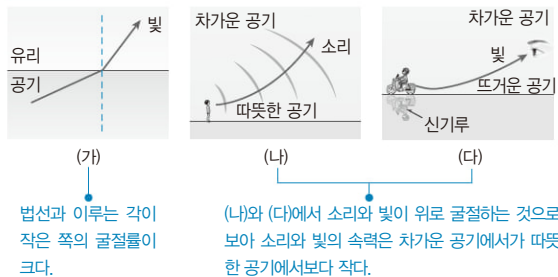 빛
유리
공기
(가)
차가운 공기
소리
따뜻한 공기
(나)
차가운 공기
빛
뜨거운 공기
신기루
(다)
법선과 이루는 각이
작은 쪽의 굴절률이
크다.
(나)와 (다)에서 소리와 빛이 위로 굴절하는 것으로
보아 소리와 빛의 속력은 차가운 공기에서가 따뜻
한 공기에서보다 작다.